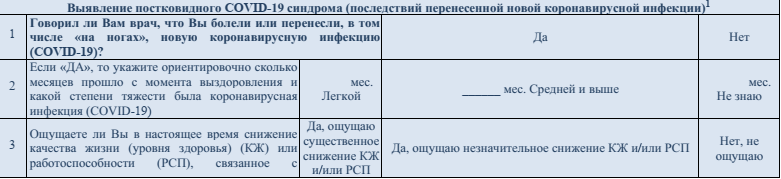 Выявление постковидного COVID-19 синдрома (последствий перенесенной новой коронавирусной инфекции)1
1
Говорил ли Вам врач, что Вы болели или перенесли, в том
числе «на ногах», новую коронавирусную инфекцию
(COVID-19)?
Да
Нет
2
Если «ДА», то укажите ориентировочно сколько
месяцев прошло с момента выздоровления и
какой степени тяжести была коронавирусная
инфекция (COVID-19)
мес.
Легкой
______ мес. Средней и выше
мес.
Не знаю
3
Ощущаете ли Вы в настоящее время снижение
качества жизни (уровня здоровья) (КЖ) или
работоспособности (РСП), связанное с
Да, ощущаю
существенное
снижение КЖ
и/или РСП
Да, ощущаю незначительное снижение КЖ и/или РСП
Нет, не
ощущаю